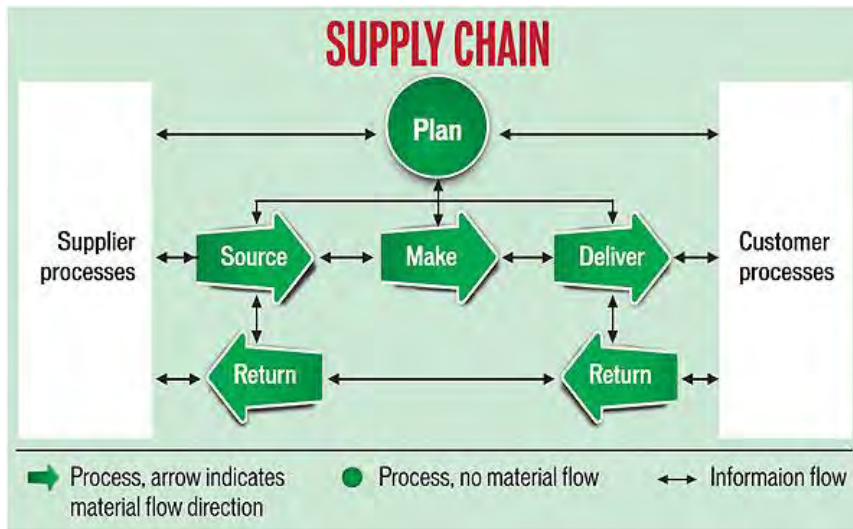 SUPPLY CHAIN
Plan
Supplier
processes
Source
Make
Deliver
Customer
processes
Return
Return
Process, arrow indicates
material flow direction
Process, no material flow
Informaion flow